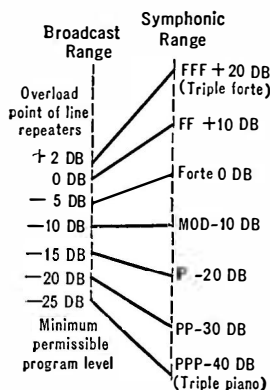 Broadcast
Range
Symphonic
Range
Overload
point of line
repeaters
+ 2 DB
0 DB
— 5 DB
—10 DB
—15 DB
—20 DB
—25 DB
Minimum
permissible
program level
FFF + 20 DB
(Triple forte)
FF +10 DB
Forte 0 DB
MOD-10 DB
P -20 DB
PP-30 DB
PPP-40 DB
(Triple piano)